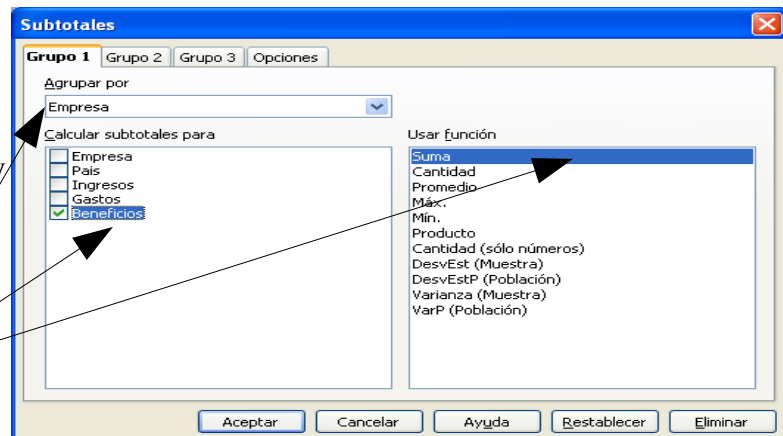 Subtotales
Grupo 1 Grupo 2 Grupo 3 Opciones
Agrupar por
Empresa
Calcular subtotales para
Empresa
Pais
Ingresos
Gastos
Beneficios
Usar función
Suma
Cantidad
Promedio
Máx.
Mín.
Producto
Cantidad (sólo números)
DesvEst (Muestra)
DesvEstP (Población)
Varianza (Muestra)
VarP (Población)
Aceptar Cancelar Ayuda Restablecer Eliminar